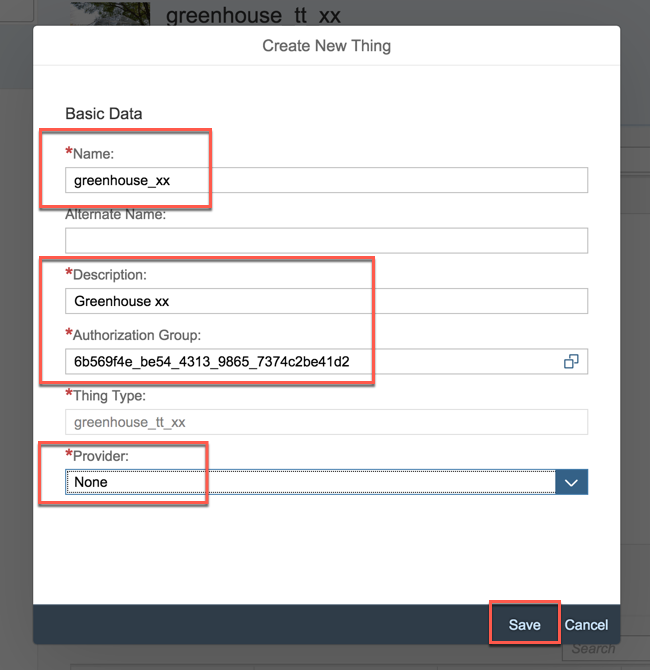 greenhouse_tt_xx
Create New Thing
Basic Data
*Name:
greenhouse_xx
Alternate Name:
*Description:
Greenhouse xx
*Authorization Group:
6b569f4e_be54_4313_9865_7374c2be41d2
*Thing Type:
greenhouse_tt_xx
*Provider:
None
Save Cancel
Search